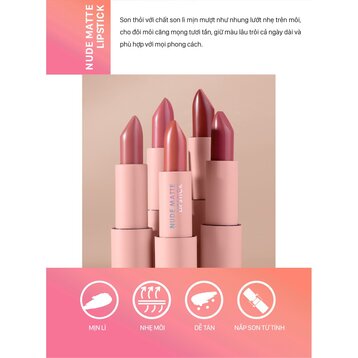 NUDE MATTE
LIPSTICK
Son thỏi với chất son lì mịn mượt như nhung lướt nhẹ trên môi,
cho đôi môi căng mọng tươi tắn, giữ màu lâu trôi cả ngày dài và
phù hợp với mọi phong cách.
NUDE MATTE
MỊN LÌ
NHẸ MÔI
DỄ TÁN
NẮP SON TỪ TÍNH